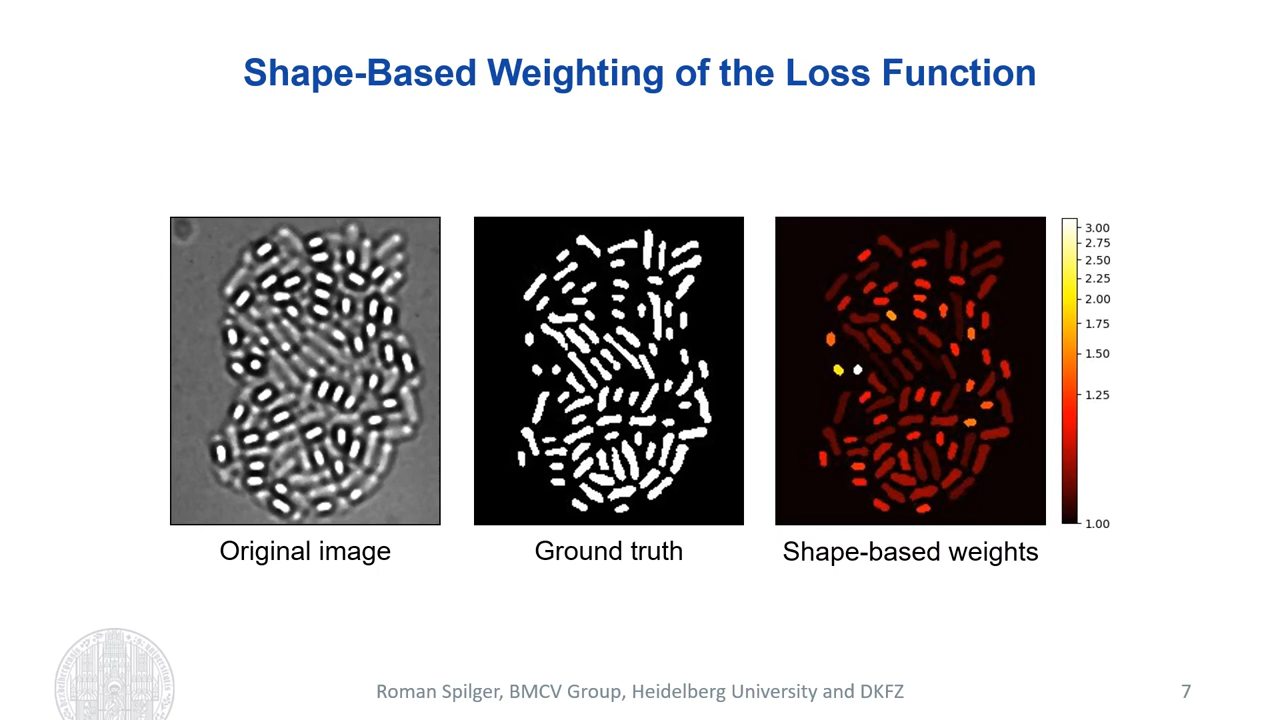 Shape-Based Weighting of the Loss Function
3.00
2.75
2.50
2.25
2.00
1.75
1.50
1.25
1.00
Original image
Ground truth
Shape-based weights
Roman Spilger, BMCV Group, Heidelberg University and DKFZ
7